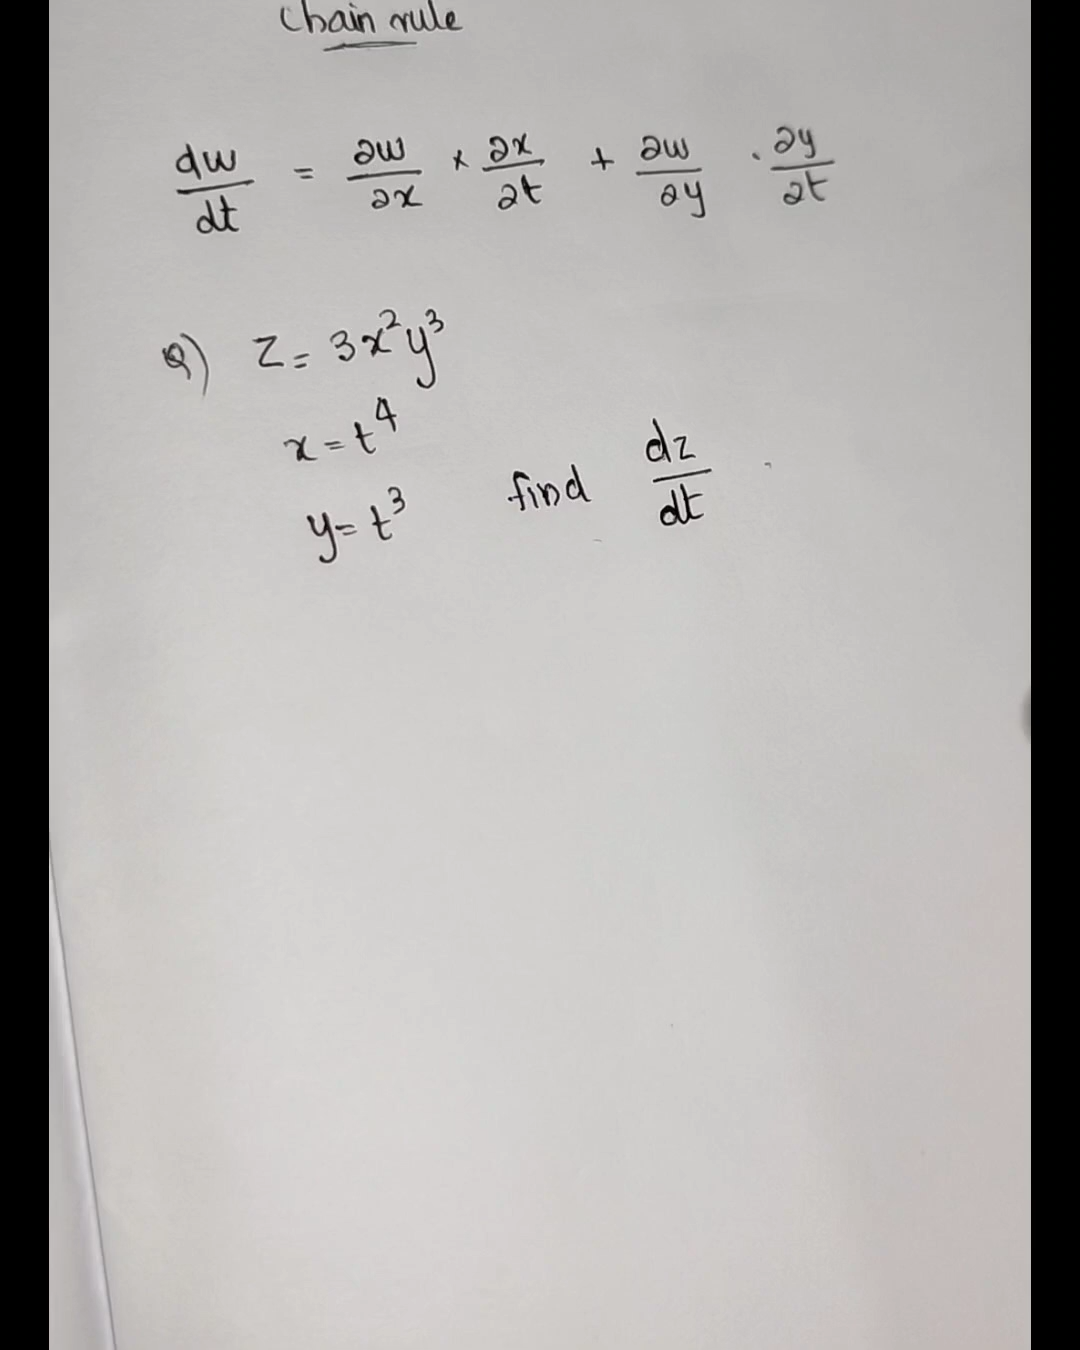 Chain rule
dw/dt = ∂w/∂x × ∂x/∂t + ∂w/∂y · ∂y/∂t
Q) z = 3x²y³
x = t⁴
y = t³ find dz/dt